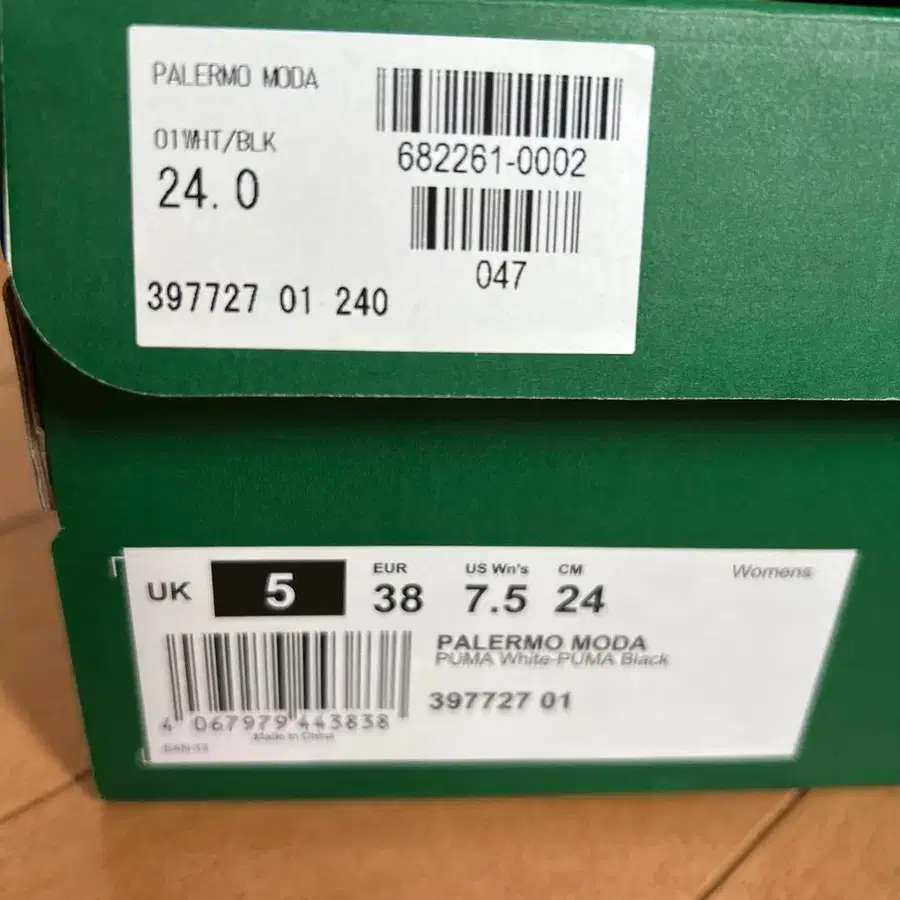 PALERMO MODA
01WHT/BLK
24.0
682261-0002
047
397727 01 240
UK 5 EUR 38 US Wn's 7.5 CM 24 Womens
PALERMO MODA
PUMA White-PUMA Black
397727 01
4 067979 443838
Made in China